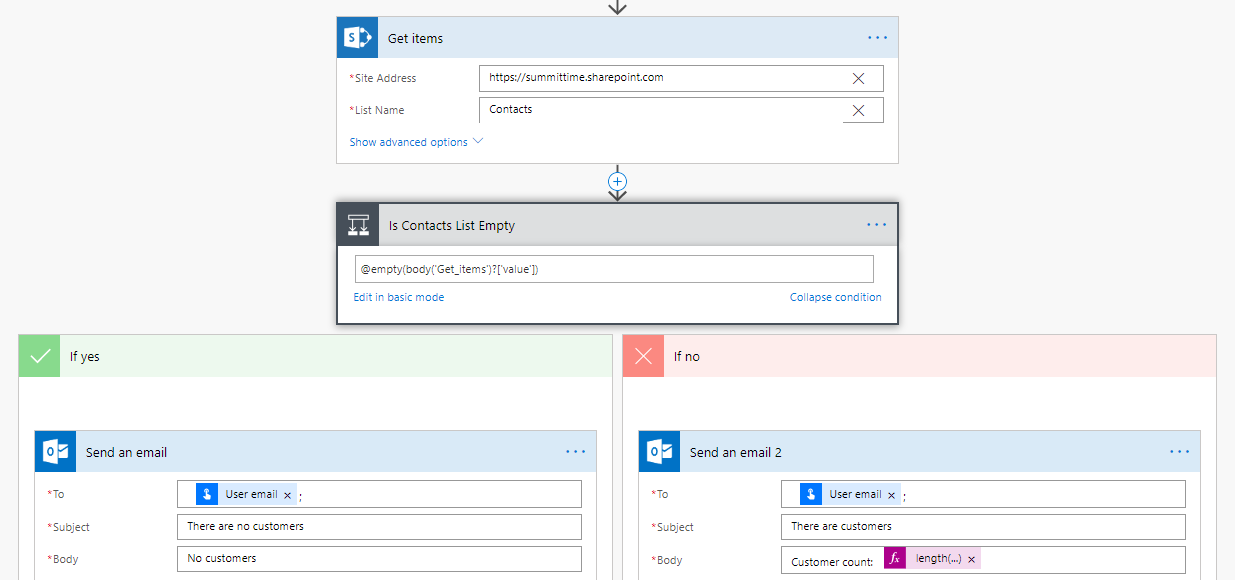 Get items
*Site Address https://summittime.sharepoint.com
*List Name Contacts
Show advanced options
Is Contacts List Empty
@empty(body('Get_items')?['value'])
Edit in basic mode Collapse condition
If yes If no
Send an email Send an email 2
*To User email × ; *To User email × ;
*Subject There are no customers *Subject There are customers
*Body No customers *Body Customer count: fx length(...) ×